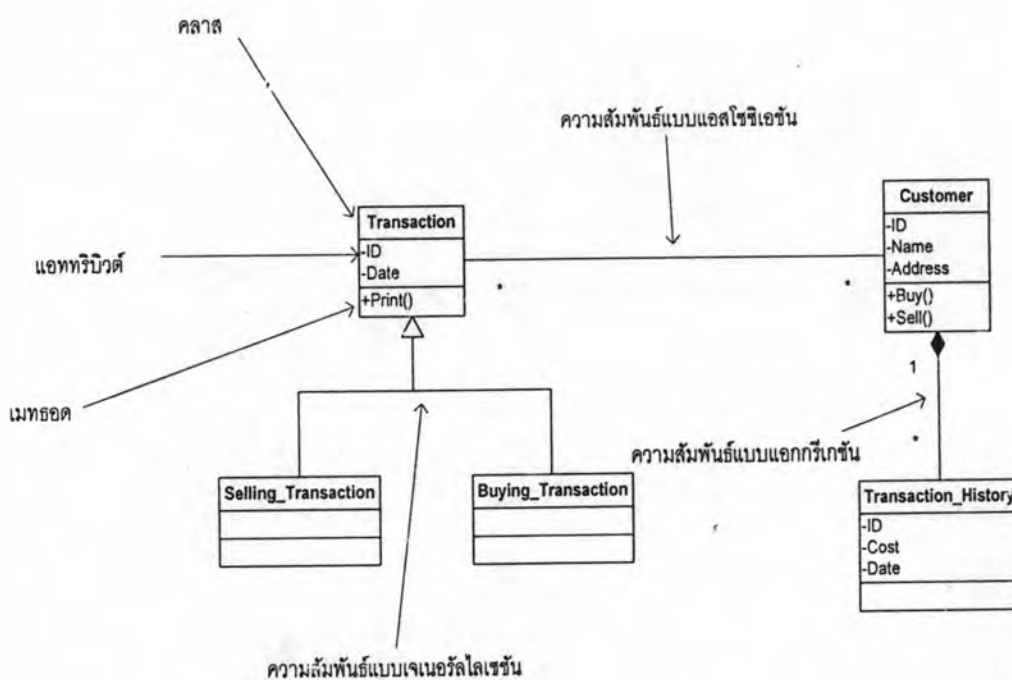 คลาส
ความสัมพันธ์แบบแอสโซซิเอชัน
Transaction
-ID
-Date
+Print()
Customer
-ID
-Name
-Address
+Buy()
+Sell()
แอททริบิวต์
*
*
เมทธอด
1
*
ความสัมพันธ์แบบแอกกรีเกชัน
Selling_Transaction
Buying_Transaction
Transaction_History
-ID
-Cost
-Date
ความสัมพันธ์แบบเจเนอรัลไลเซชัน